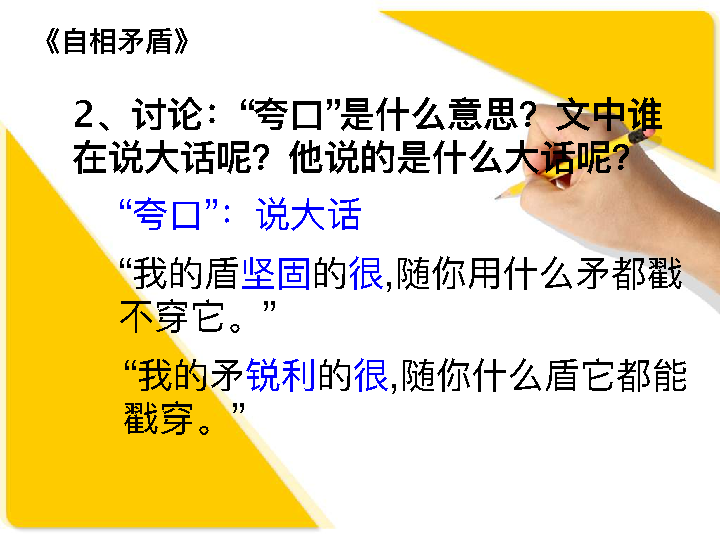 《自相矛盾》
2、讨论：“夸口”是什么意思？文中谁
在说大话呢？他说的是什么大话呢？
“夸口”：说大话
“我的盾坚固的很,随你用什么矛都戳
不穿它。”
“我的矛锐利的很,随你什么盾它都能
戳穿。”